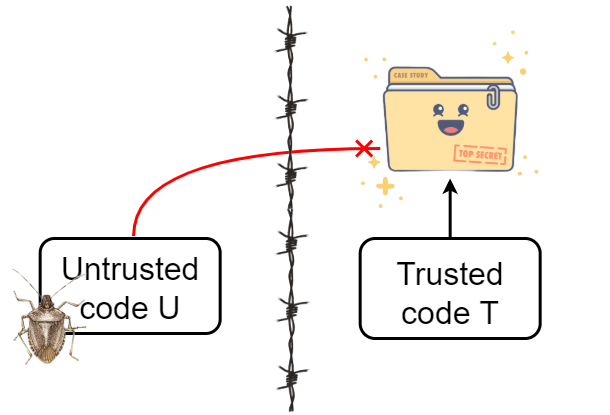 CASE STUDY
TOP SECRET
Untrusted
code U
Trusted
code T